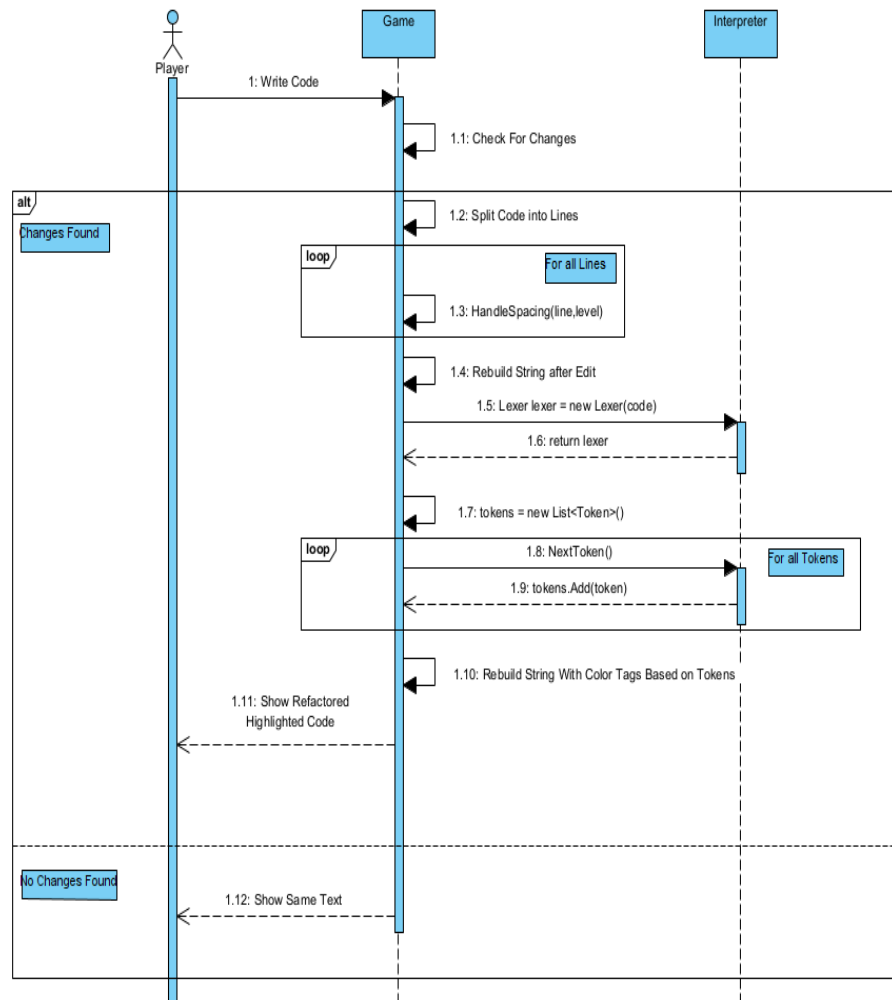 Game
Interpreter
Player
1: Write Code
1.1: Check For Changes
alt
Changes Found
1.2: Split Code into Lines
loop
For all Lines
1.3: HandleSpacing(line,level)
1.4: Rebuild String after Edit
1.5: Lexer lexer = new Lexer(code)
1.6: return lexer
1.7: tokens = new List<Token>()
loop
1.8: NextToken()
For all Tokens
1.9: tokens.Add(token)
1.10: Rebuild String With Color Tags Based on Tokens
1.11: Show Refactored
Highlighted Code
No Changes Found
1.12: Show Same Text